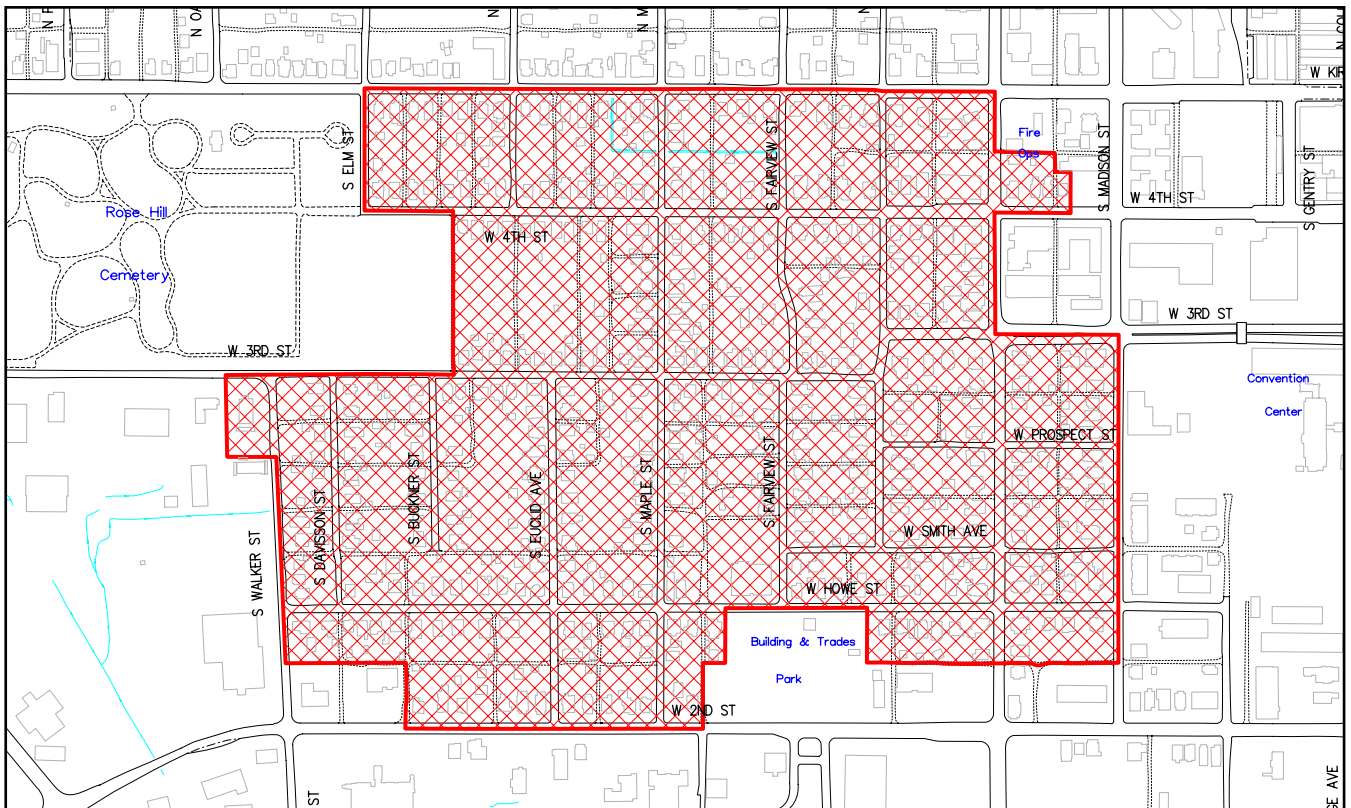 W KIR
S ELM ST
S FAIRVIEW ST
Fire
Ops
S MADISON ST
S GENTRY ST
W 4TH ST
Rose Hill
W 4TH ST
Cemetery
W 3RD ST
W 3RD ST
Convention
Center
W PROSPECT ST
S DAVISSON ST
S BUCKNER ST
S EUCLID AVE
S MAPLE ST
S FAIRVIEW ST
W SMITH AVE
S WALKER ST
W HOWE ST
Building & Trades
Park
W 2ND ST
ST
GE AVE